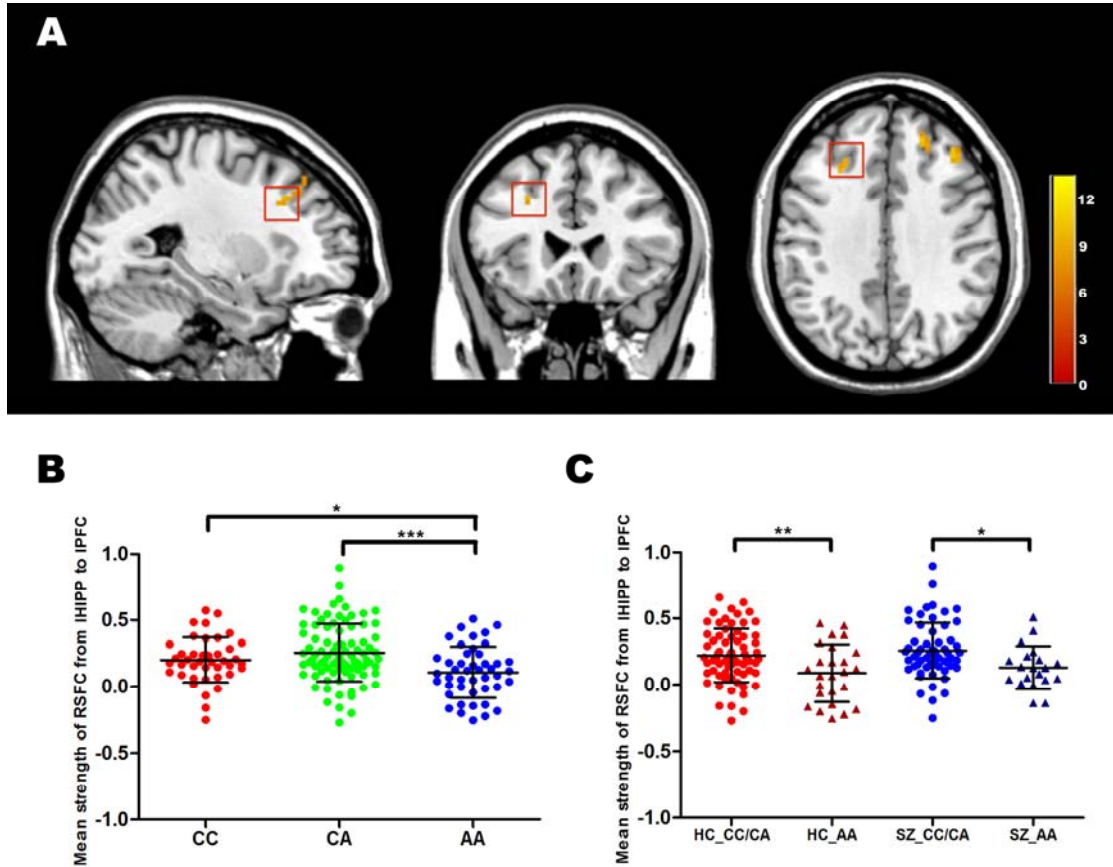 A
12
9
6
3
0
B
Mean strength of RSFC from lHIPP to lPFC
1.0
0.5
0.0
-0.5
-1.0
*
***
CC CA AA
C
Mean strength of RSFC from lHIPP to lPFC
1.0
0.5
0.0
-0.5
-1.0
** *
HC_CC/CA HC_AA SZ_CC/CA SZ_AA